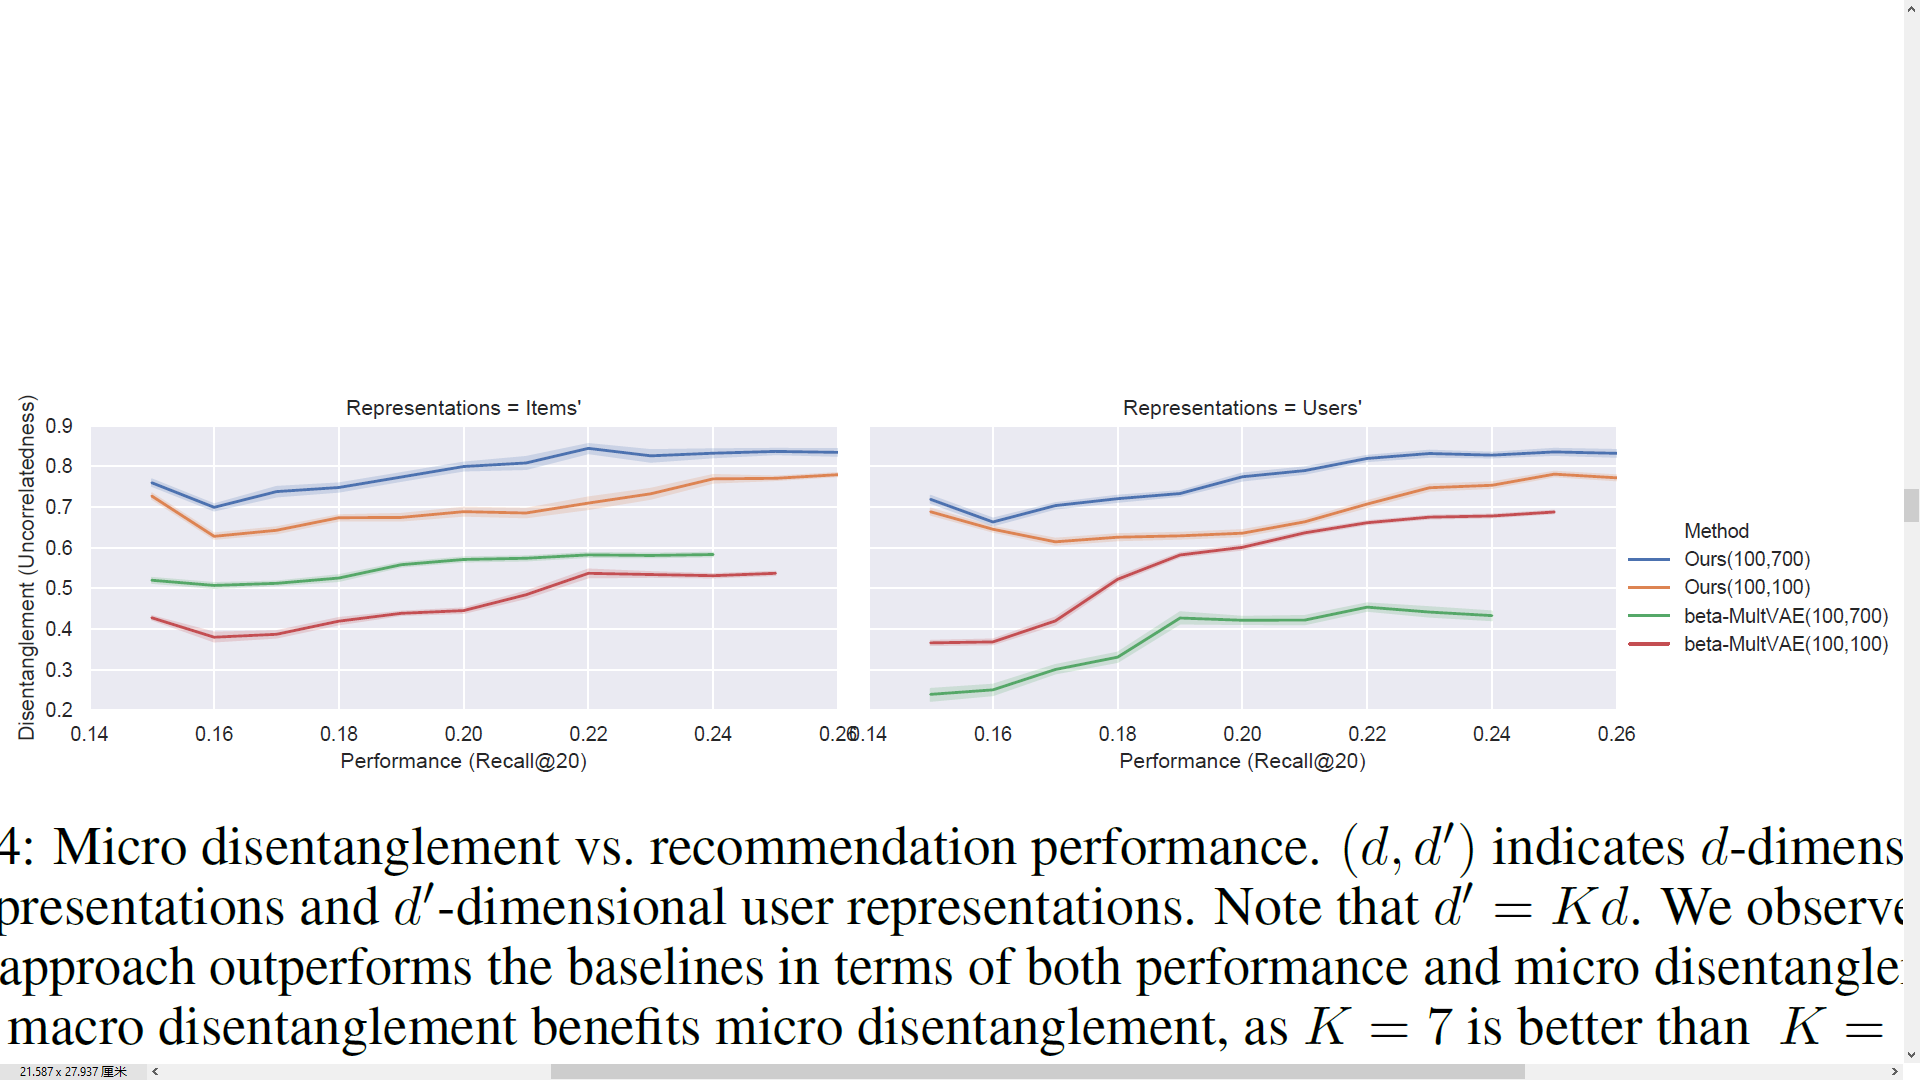 Representations = Items'
Representations = Users'
Disentanglement (Uncorrelatedness)
0.9
0.8
0.7
0.6
0.5
0.4
0.3
0.2
0.14 0.16 0.18 0.20 0.22 0.24 0.26
0.14 0.16 0.18 0.20 0.22 0.24 0.26
Performance (Recall@20)
Performance (Recall@20)
Method
Ours(100,700)
Ours(100,100)
beta-MultVAE(100,700)
beta-MultVAE(100,100)
4: Micro disentanglement vs. recommendation performance. (d, d′) indicates d-dimens
presentations and d′-dimensional user representations. Note that d′ = Kd. We observe
approach outperforms the baselines in terms of both performance and micro disentangle
macro disentanglement benefits micro disentanglement, as K = 7 is better than K =
21.587 x 27.937 厘米